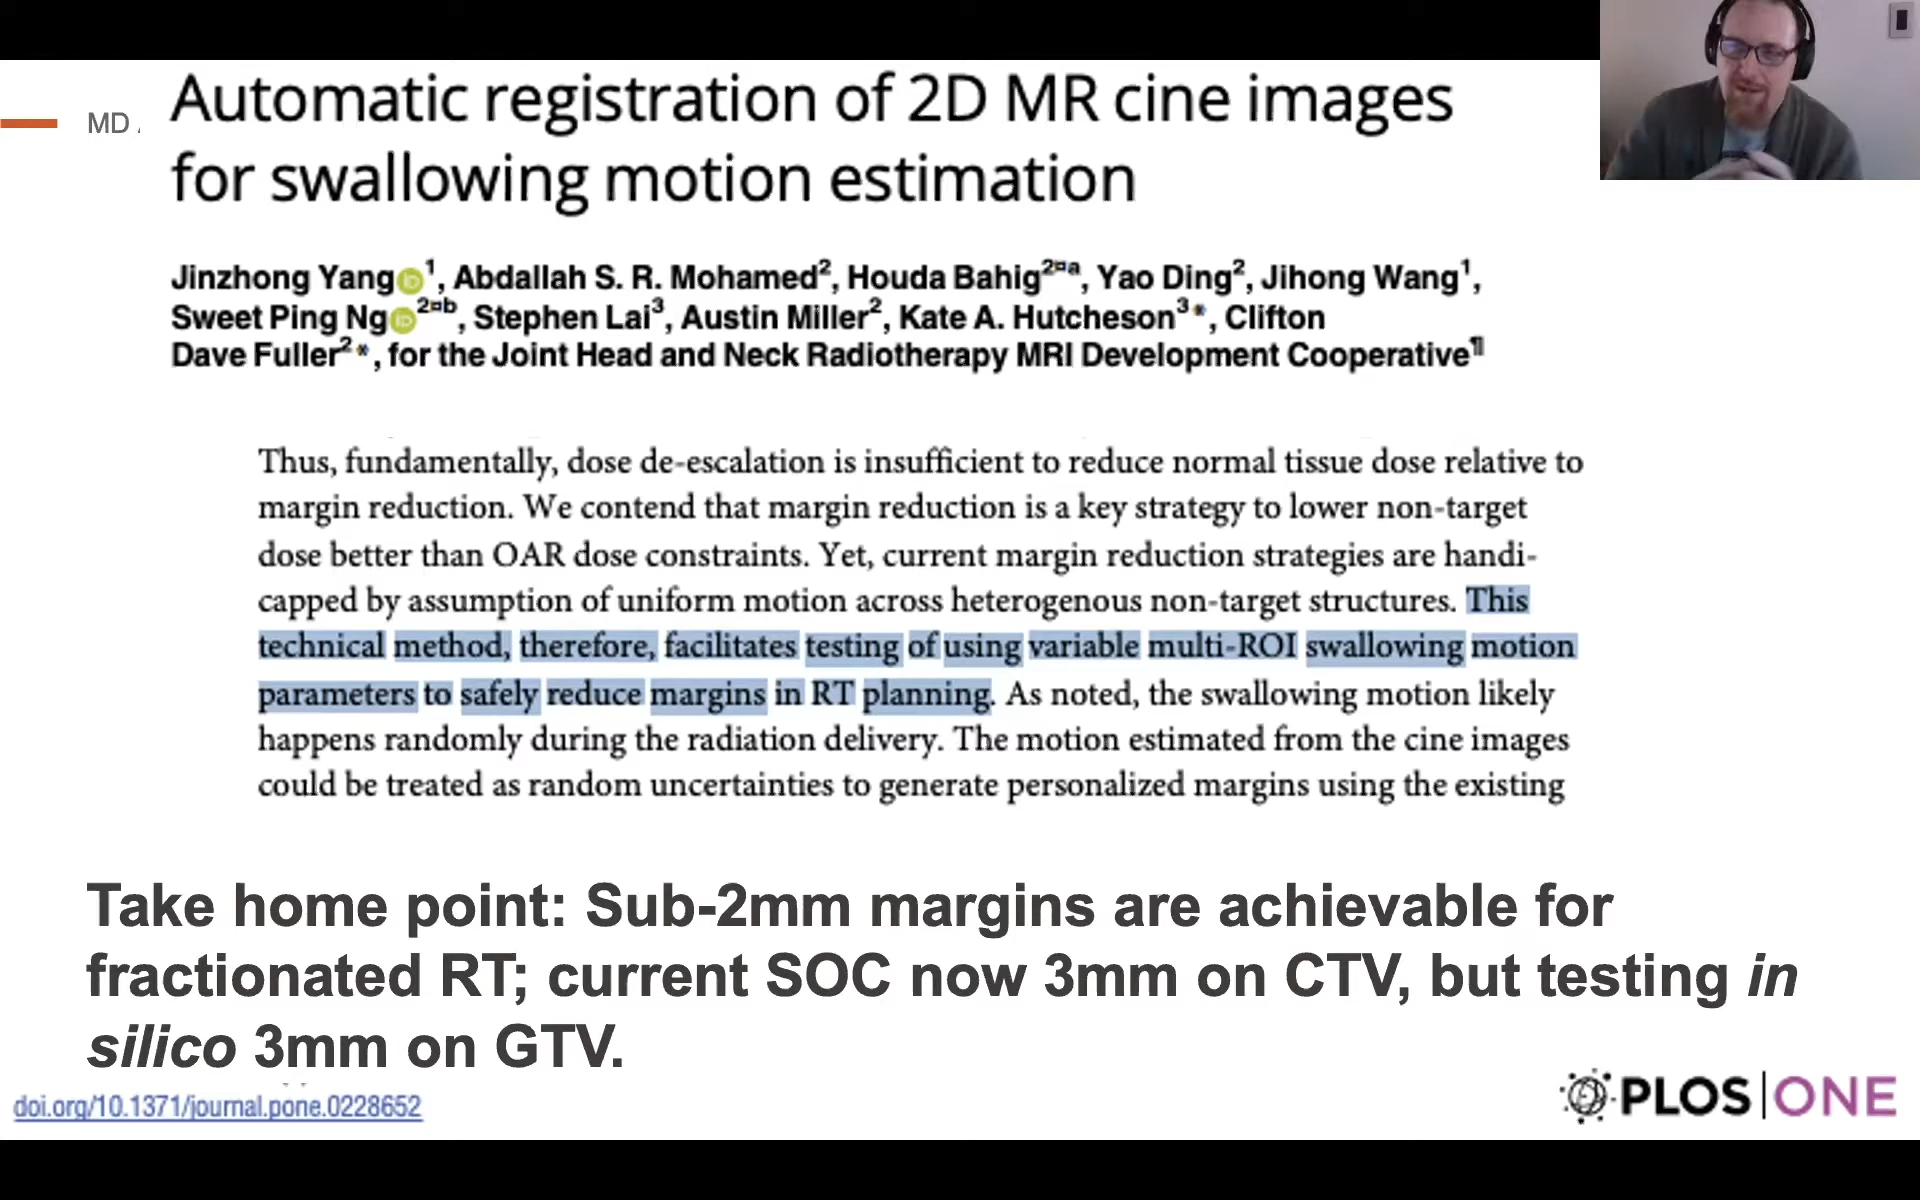 Automatic registration of 2D MR cine images
for swallowing motion estimation
MD
Jinzhong Yang iD 1, Abdallah S. R. Mohamed2, Houda Bahig2¤a, Yao Ding2, Jihong Wang1,
Sweet Ping Ng iD 2¤b, Stephen Lai3, Austin Miller2, Kate A. Hutcheson3*, Clifton
Dave Fuller2*, for the Joint Head and Neck Radiotherapy MRI Development Cooperative¶
Thus, fundamentally, dose de-escalation is insufficient to reduce normal tissue dose relative to
margin reduction. We contend that margin reduction is a key strategy to lower non-target
dose better than OAR dose constraints. Yet, current margin reduction strategies are handi-
capped by assumption of uniform motion across heterogenous non-target structures. This
technical method, therefore, facilitates testing of using variable multi-ROI swallowing motion
parameters to safely reduce margins in RT planning. As noted, the swallowing motion likely
happens randomly during the radiation delivery. The motion estimated from the cine images
could be treated as random uncertainties to generate personalized margins using the existing
Take home point: Sub-2mm margins are achievable for
fractionated RT; current SOC now 3mm on CTV, but testing in
silico 3mm on GTV.
doi.org/10.1371/journal.pone.0228652
PLOS | ONE